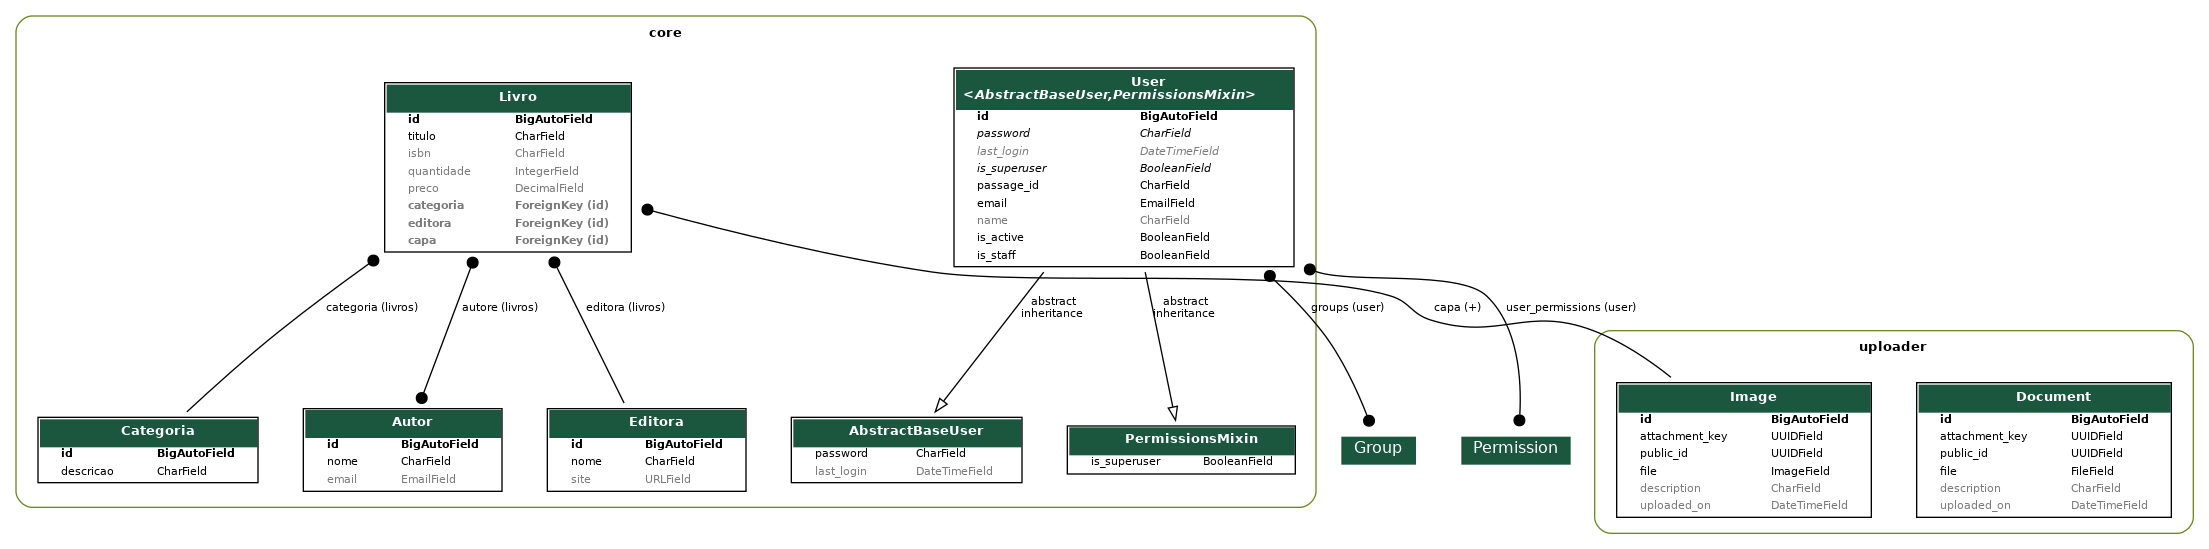 core
Livro
id BigAutoField
titulo CharField
isbn CharField
quantidade IntegerField
preco DecimalField
categoria ForeignKey (id)
editora ForeignKey (id)
capa ForeignKey (id)
User
<AbstractBaseUser,PermissionsMixin>
id BigAutoField
password CharField
last_login DateTimeField
is_superuser BooleanField
passage_id CharField
email EmailField
name CharField
is_active BooleanField
is_staff BooleanField
categoria (livros)
autore (livros)
editora (livros)
abstract
inheritance
abstract
inheritance
groups (user)
capa (+)
user_permissions (user)
Categoria
id BigAutoField
descricao CharField
Autor
id BigAutoField
nome CharField
email EmailField
Editora
id BigAutoField
nome CharField
site URLField
AbstractBaseUser
password CharField
last_login DateTimeField
PermissionsMixin
is_superuser BooleanField
Group
Permission
uploader
Image
id BigAutoField
attachment_key UUIDField
public_id UUIDField
file ImageField
description CharField
uploaded_on DateTimeField
Document
id BigAutoField
attachment_key UUIDField
public_id UUIDField
file FileField
description CharField
uploaded_on DateTimeField